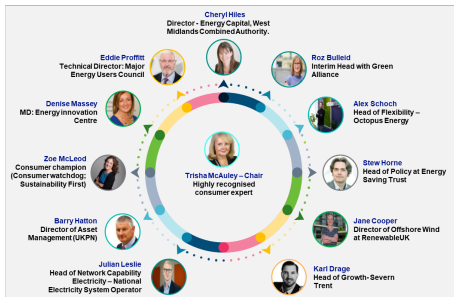 Cheryl Hiles
Director - Energy Capital, West
Midlands Combined Authority.
Eddie Proffitt
Technical Director: Major
Energy Users Council
Roz Bulleid
Interim Head with Green
Alliance
Denise Massey
MD: Energy innovation
Centre
Alex Schoch
Head of Flexibility –
Octopus Energy
Zoe McLeod
Consumer champion
(Consumer watchdog;
Sustainability First)
Trisha McAuley – Chair
Highly recognised
consumer expert
Stew Horne
Head of Policy at Energy
Saving Trust
Barry Hatton
Director of Asset
Management (UKPN)
Jane Cooper
Director of Offshore Wind
at RenewableUK
Julian Leslie
Head of Network Capability
Electricity – National
Electricity System Operator
Karl Drage
Head of Growth- Severn
Trent